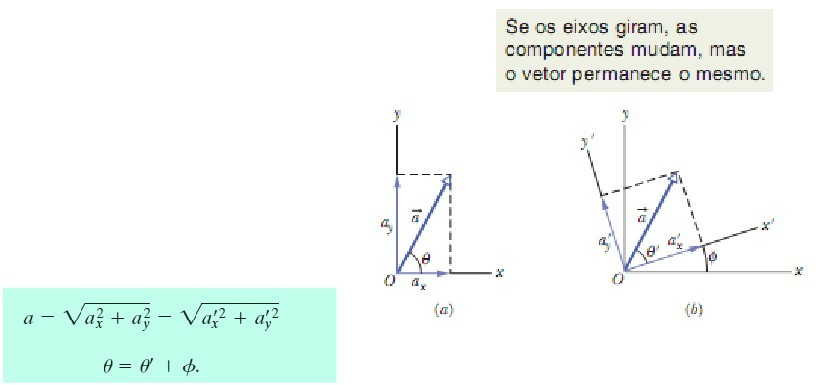 Se os eixos giram, as
componentes mudam, mas
o vetor permanece o mesmo.
y
a_y
a⃗
θ
O
a_x
x
(a)
y
y'
a'_y
a⃗
θ'
a'_x
x'
ϕ
O
x
(b)
a − √(a_x² + a_y²) − √(a'_x² + a'_y²)
θ = θ' | ϕ.